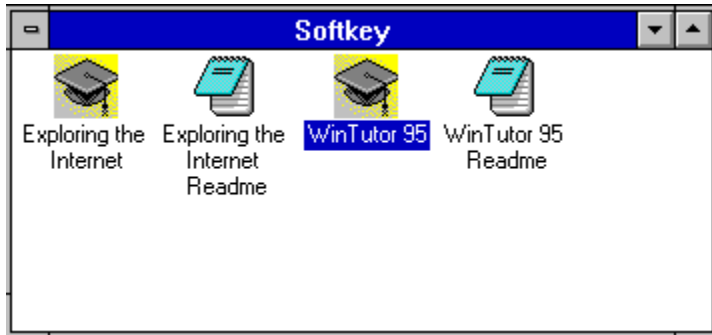 Softkey
Exploring the
Internet
Exploring the
Internet
Readme
WinTutor 95
WinTutor 95
Readme